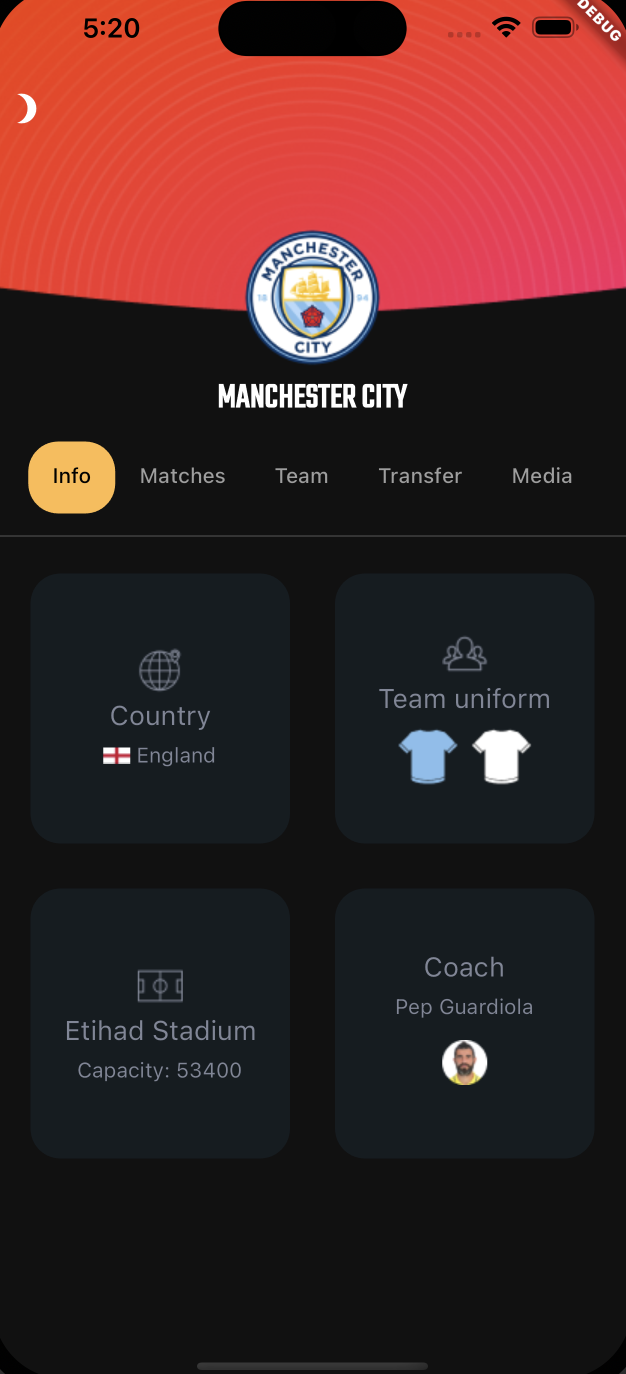 5:20
DEBUG
MANCHESTER
18 94
CITY
MANCHESTER CITY
Info Matches Team Transfer Media
Country
England
Team uniform
Etihad Stadium
Capacity: 53400
Coach
Pep Guardiola